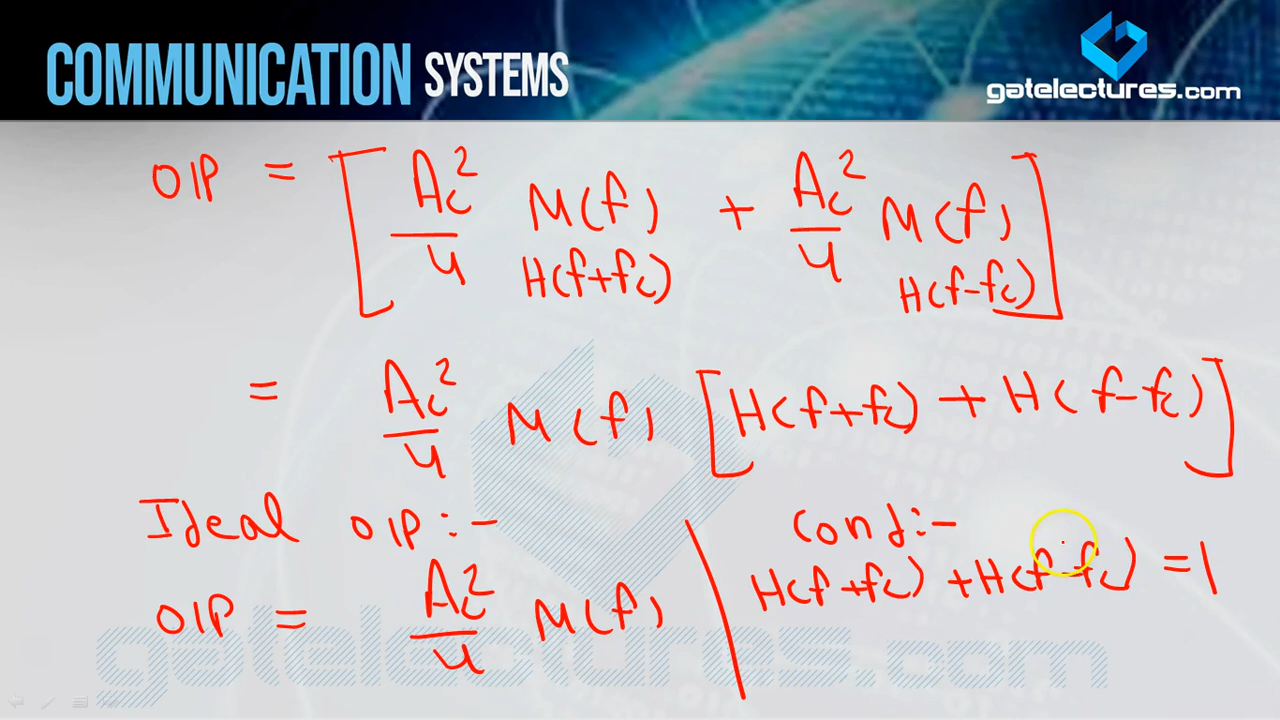 COMMUNICATION SYSTEMS
gatelectures.com
O/P = [ Ac²/4 M(f) H(f+fc) + Ac²/4 M(f) H(f-fc) ]
= Ac²/4 M(f) [ H(f+fc) + H(f-fc) ]
Ideal O/P :-
O/P = Ac²/4 M(f)
Cond :-
H(f+fc) + H(f-fc) = 1
gatelectures.com